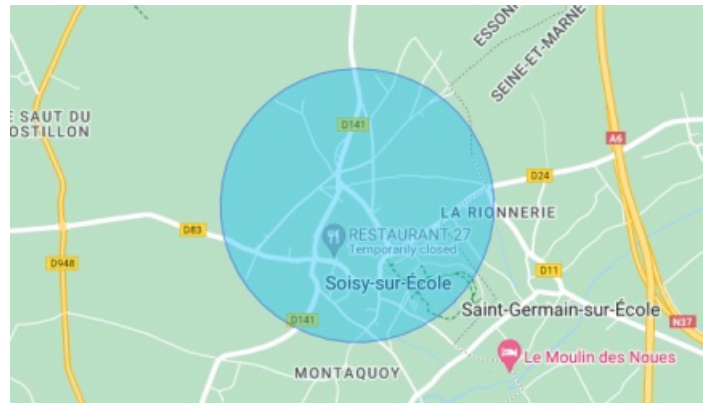 ESSON
SEINE-ET-MARNE
E SAUT DU
OSTILLON
D141
A6
D24
LA RIONNERIE
D83
RESTAURANT 27
Temporarily closed
D948
D11
Soisy-sur-École
Saint-Germain-sur-École
D141
N37
Le Moulin des Noues
MONTAQUOY